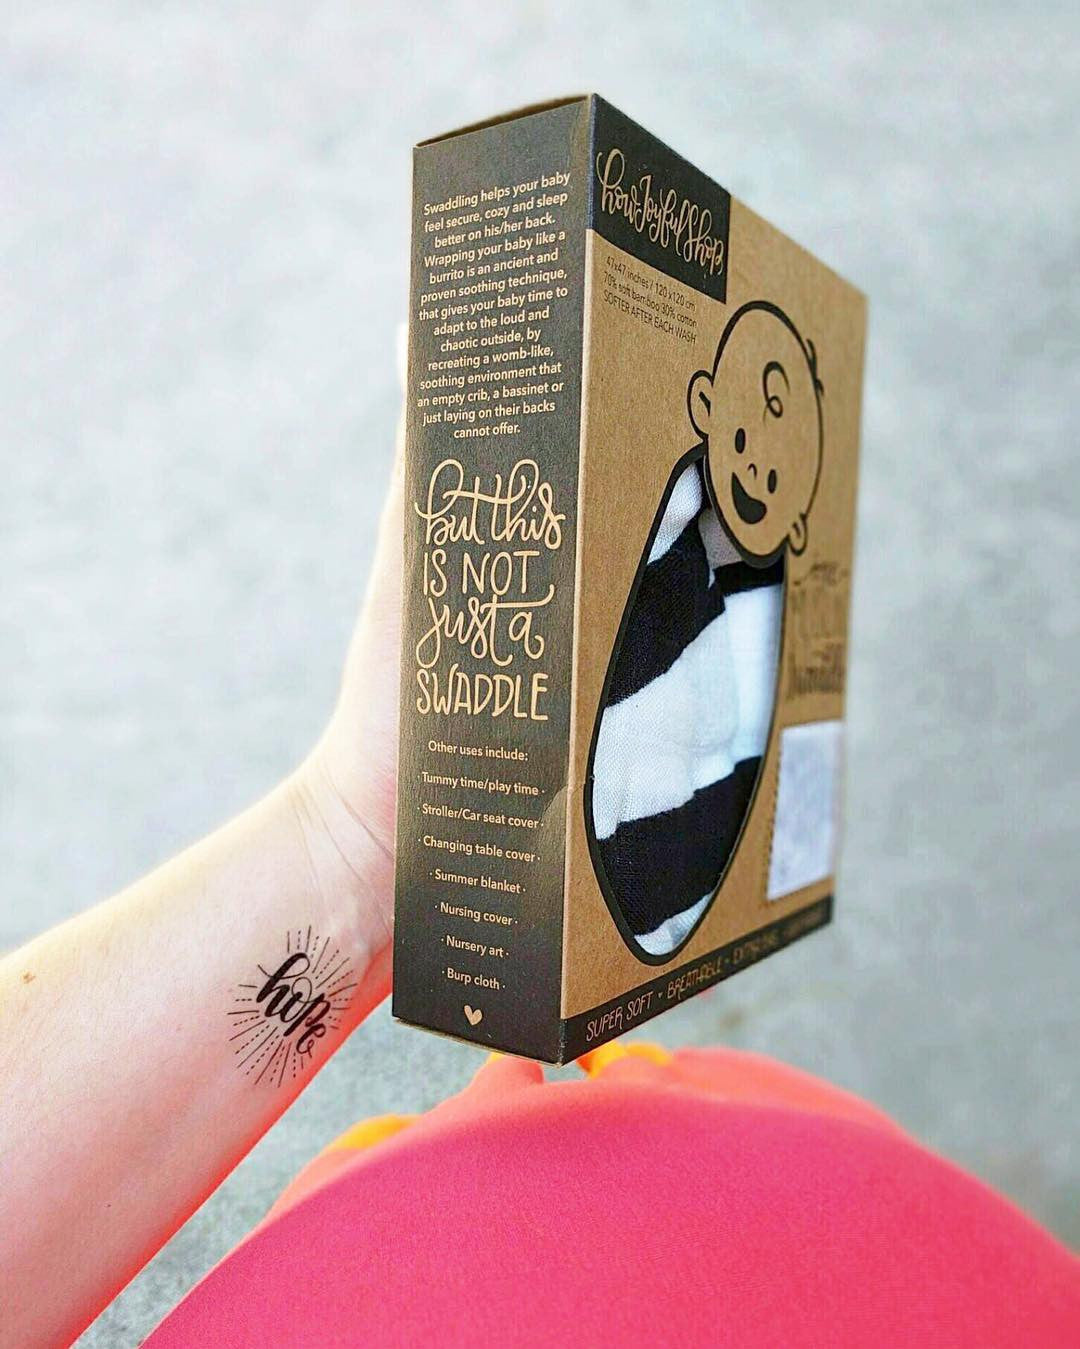 Swaddling helps your baby
feel secure, cozy and sleep
better on his/her back.
Wrapping your baby like a
burrito is an ancient and
proven soothing technique,
that gives your baby time to
adapt to the loud and
chaotic outside, by
recreating a womb-like,
soothing environment that
an empty crib, a bassinet or
just laying on their backs
cannot offer.
but this
IS NOT
just a
SWADDLE
Other uses include:
· Tummy time/play time ·
· Stroller/Car seat cover ·
· Changing table cover ·
· Summer blanket ·
· Nursing cover ·
· Nursery art ·
· Burp cloth ·
howJoyfulShop
47x47 inches / 120 x 120 cm
70% soft bamboo 30% cotton
SOFTER AFTER EACH WASH
SUPER SOFT · BREATHABLE ·
hope